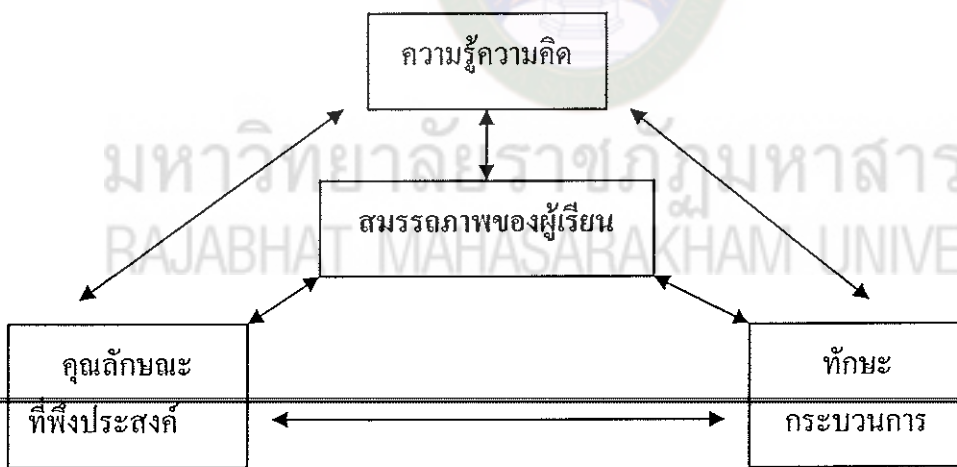 ความรู้ความคิด
มหาวิทยาลัยราชภัฏมหาสาร
สมรรถภาพของผู้เรียน
RAJABHAT MAHASARAKHAM UNIVE
คุณลักษณะ
ที่พึงประสงค์
ทักษะ
กระบวนการ